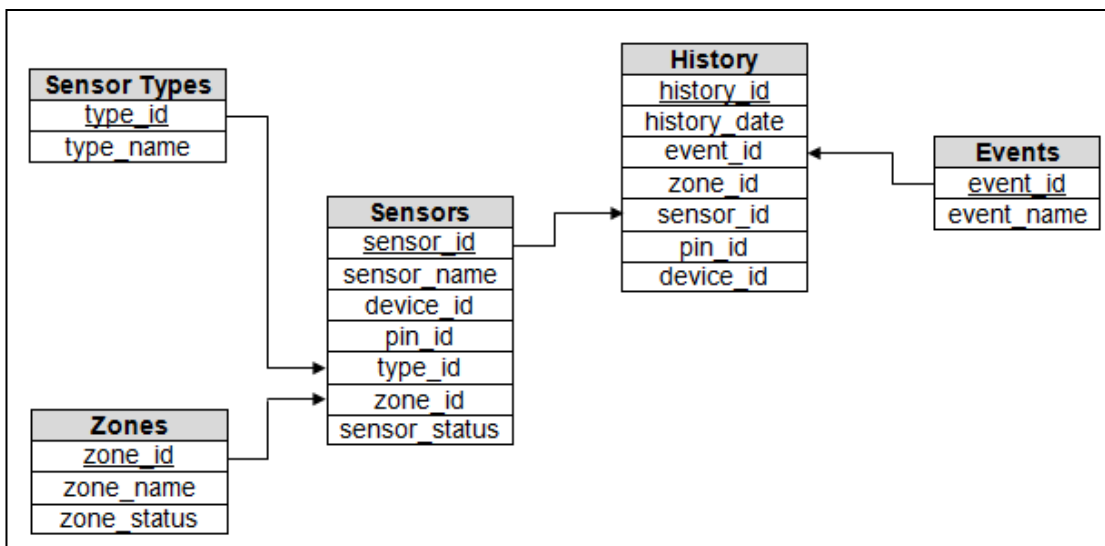 Sensor Types
type_id
type_name
Zones
zone_id
zone_name
zone_status
Sensors
sensor_id
sensor_name
device_id
pin_id
type_id
zone_id
sensor_status
History
history_id
history_date
event_id
zone_id
sensor_id
pin_id
device_id
Events
event_id
event_name